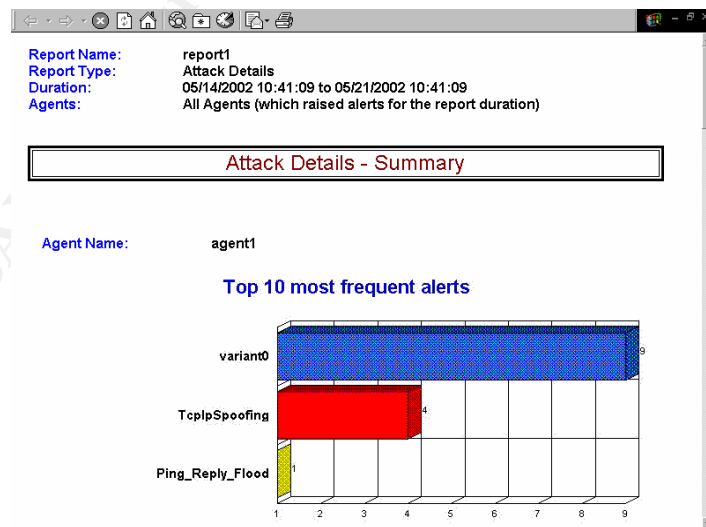 Report Name: report1
Report Type: Attack Details
Duration: 05/14/2002 10:41:09 to 05/21/2002 10:41:09
Agents: All Agents (which raised alerts for the report duration)
Attack Details - Summary
Agent Name: agent1
Top 10 most frequent alerts
variant0 9
TcpIpSpoofing 4
Ping_Reply_Flood 1
1 2 3 4 5 6 7 8 9